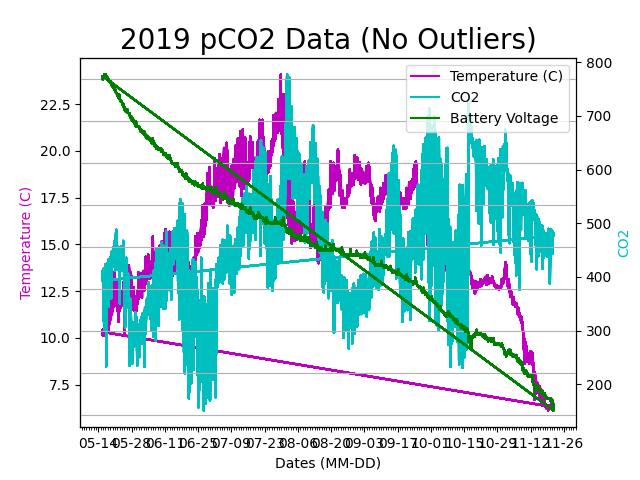 2019 pCO2 Data (No Outliers)
Temperature (C)
CO2
Battery Voltage
22.5
20.0
17.5
15.0
12.5
10.0
7.5
Temperature (C)
800
700
600
500
400
300
200
CO2
05-14 05-28 06-11 06-25 07-09 07-23 08-06 08-20 09-03 09-17 10-01 10-15 10-29 11-12 11-26
Dates (MM-DD)